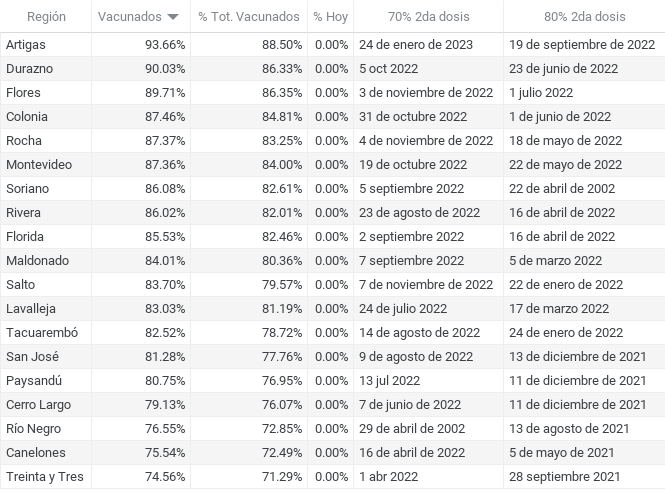 Región Vacunados % Tot. Vacunados % Hoy 70% 2da dosis 80% 2da dosis
Artigas 93.66% 88.50% 0.00% 24 de enero de 2023 19 de septiembre de 2022
Durazno 90.03% 86.33% 0.00% 5 oct 2022 23 de junio de 2022
Flores 89.71% 86.35% 0.00% 3 de noviembre de 2022 1 julio 2022
Colonia 87.46% 84.81% 0.00% 31 de octubre 2022 1 de junio de 2022
Rocha 87.37% 83.25% 0.00% 4 de noviembre de 2022 18 de mayo de 2022
Montevideo 87.36% 84.00% 0.00% 19 de octubre 2022 22 de mayo de 2022
Soriano 86.08% 82.61% 0.00% 5 septiembre 2022 22 de abril de 2002
Rivera 86.02% 82.01% 0.00% 23 de agosto de 2022 16 de abril de 2022
Florida 85.53% 82.46% 0.00% 2 septiembre 2022 16 de abril de 2022
Maldonado 84.01% 80.36% 0.00% 7 septiembre 2022 5 de marzo 2022
Salto 83.70% 79.57% 0.00% 7 de noviembre de 2022 22 de enero de 2022
Lavalleja 83.03% 81.19% 0.00% 24 de julio 2022 17 de marzo 2022
Tacuarembó 82.52% 78.72% 0.00% 14 de agosto de 2022 24 de enero de 2022
San José 81.28% 77.76% 0.00% 9 de agosto de 2022 13 de diciembre de 2021
Paysandú 80.75% 76.95% 0.00% 13 jul 2022 11 de diciembre de 2021
Cerro Largo 79.13% 76.07% 0.00% 7 de junio de 2022 11 de diciembre de 2021
Río Negro 76.55% 72.85% 0.00% 29 de abril de 2002 13 de agosto de 2021
Canelones 75.54% 72.49% 0.00% 16 de abril de 2022 5 de mayo de 2021
Treinta y Tres 74.56% 71.29% 0.00% 1 abr 2022 28 septiembre 2021